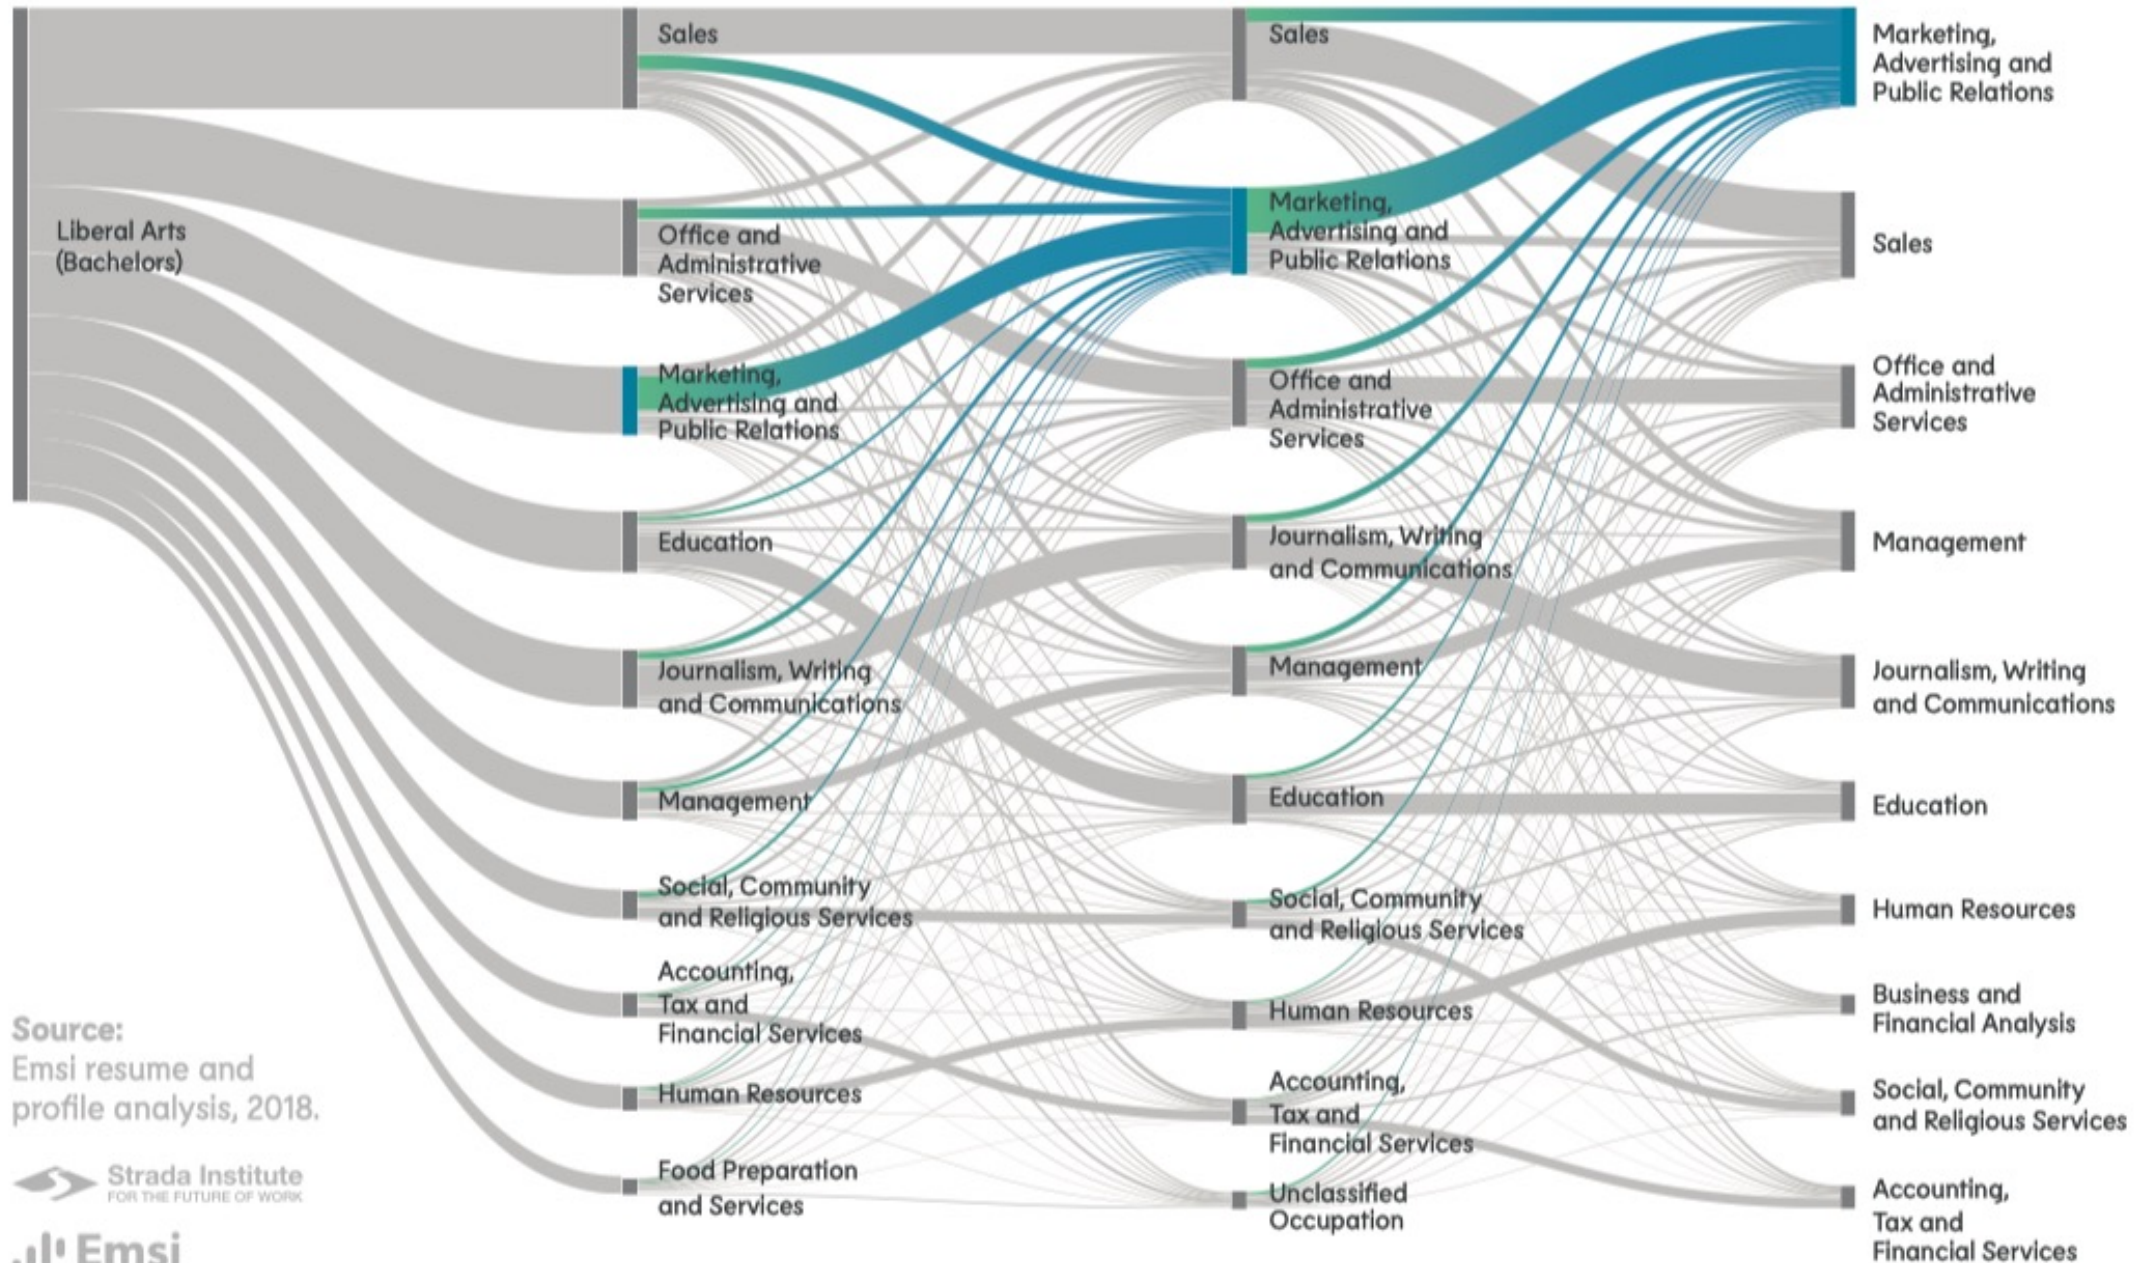 Liberal Arts
(Bachelors)
Sales
Office and
Administrative
Services
Marketing,
Advertising and
Public Relations
Education
Journalism, Writing
and Communications
Management
Social, Community
and Religious Services
Accounting,
Tax and
Financial Services
Human Resources
Food Preparation
and Services
Sales
Marketing,
Advertising and
Public Relations
Office and
Administrative
Services
Journalism, Writing
and Communications
Management
Education
Social, Community
and Religious Services
Human Resources
Accounting,
Tax and
Financial Services
Unclassified
Occupation
Marketing,
Advertising and
Public Relations
Sales
Office and
Administrative
Services
Management
Journalism, Writing
and Communications
Education
Human Resources
Business and
Financial Analysis
Social, Community
and Religious Services
Accounting,
Tax and
Financial Services
Source:
Emsi resume and
profile analysis, 2018.
Strada Institute
FOR THE FUTURE OF WORK
Emsi